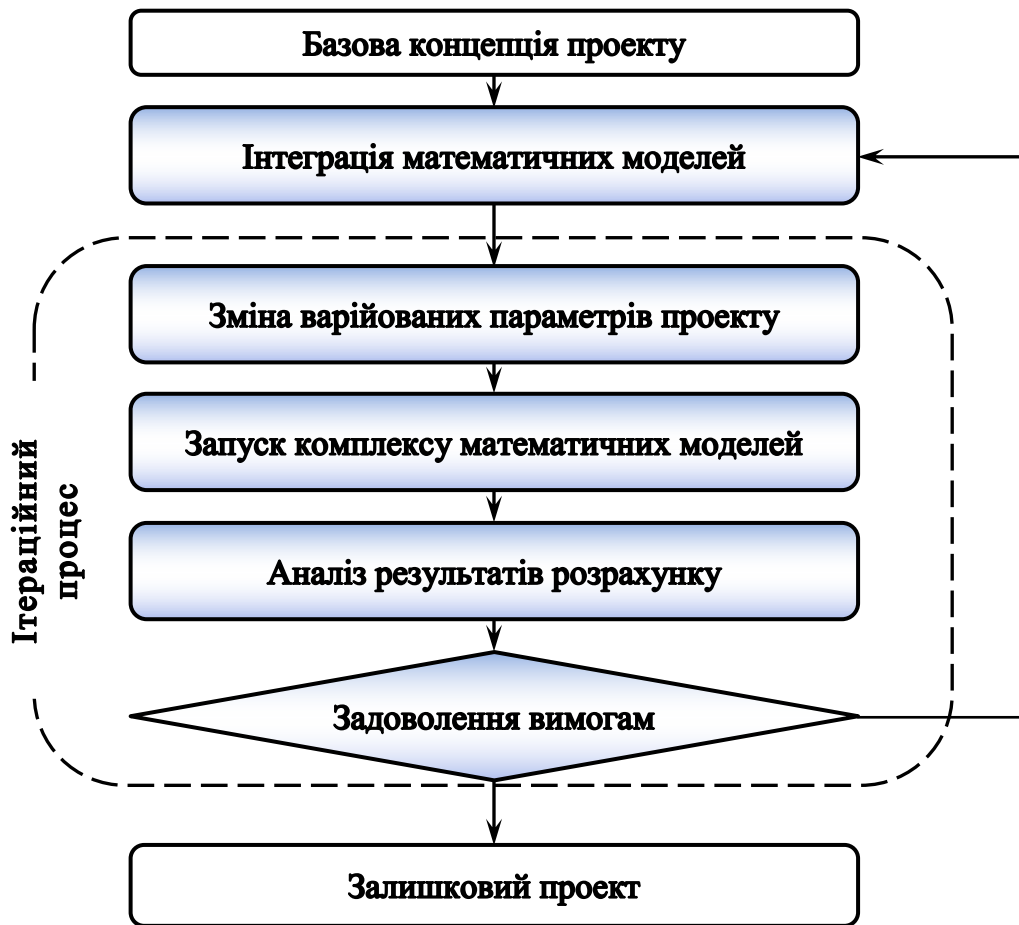 Базова концепція проекту
Інтеграція математичних моделей
Зміна варійованих параметрів проекту
Запуск комплексу математичних моделей
Аналіз результатів розрахунку
Ітераційний
процес
Задоволення вимогам
Залишковий проект